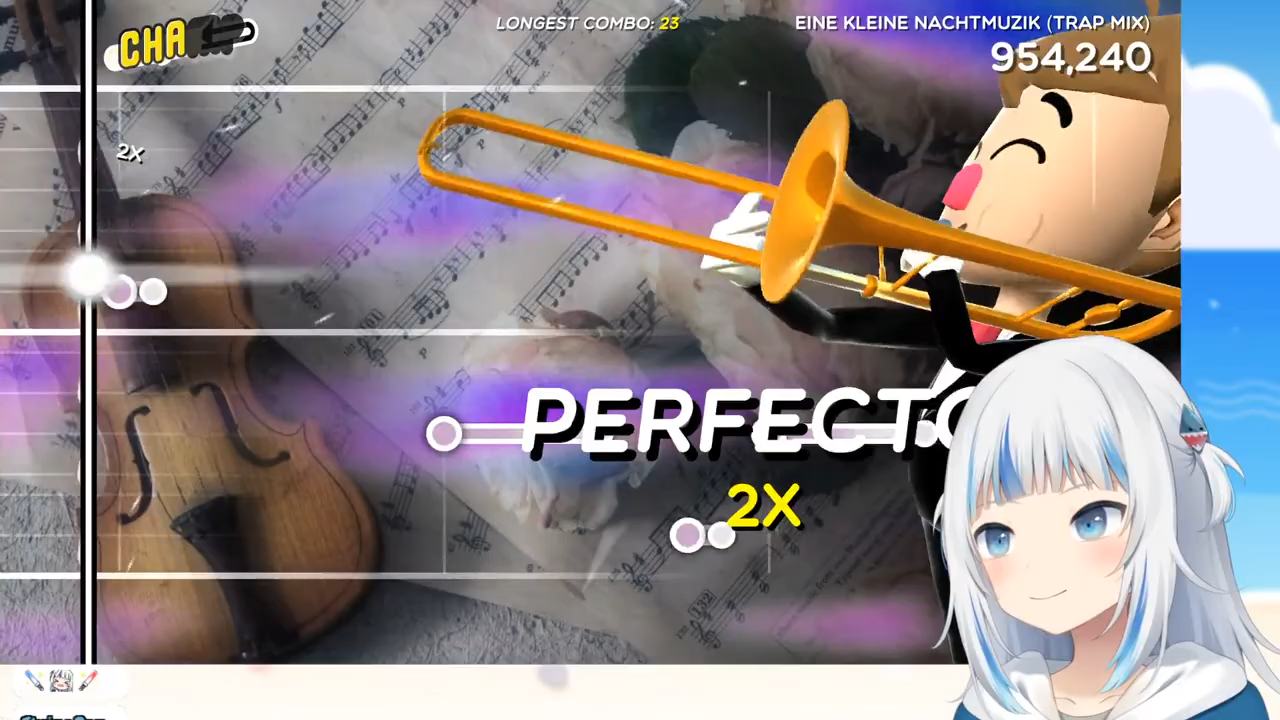 LONGEST COMBO: 23
EINE KLEINE NACHTMUZIK (TRAP MIX)
954,240
CHA
2X
PERFECTO
2X